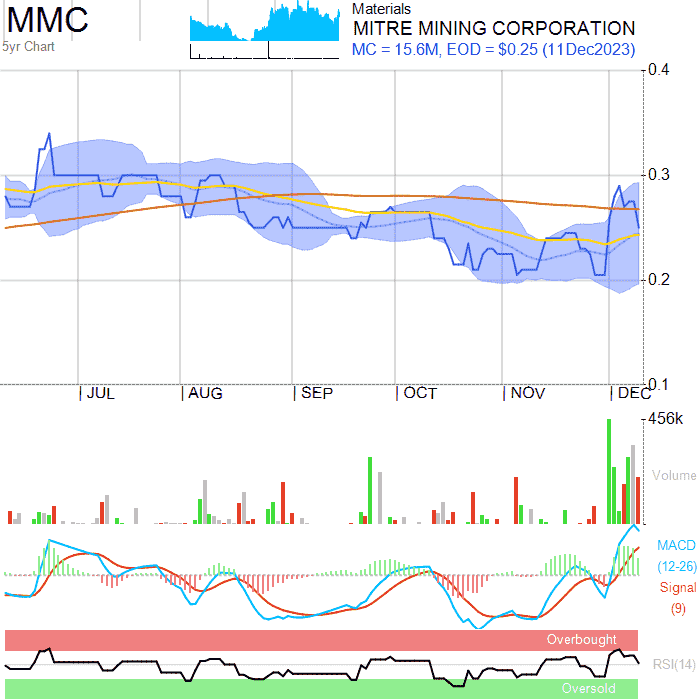 MMC
5yr Chart
Materials
MITRE MINING CORPORATION
MC = 15.6M, EOD = $0.25 (11Dec2023)
0.4
0.3
0.2
0.1
| JUL | AUG | SEP | OCT | NOV | DEC
456k
Volume
MACD
(12-26)
Signal
(9)
Overbought
RSI(14)
Oversold